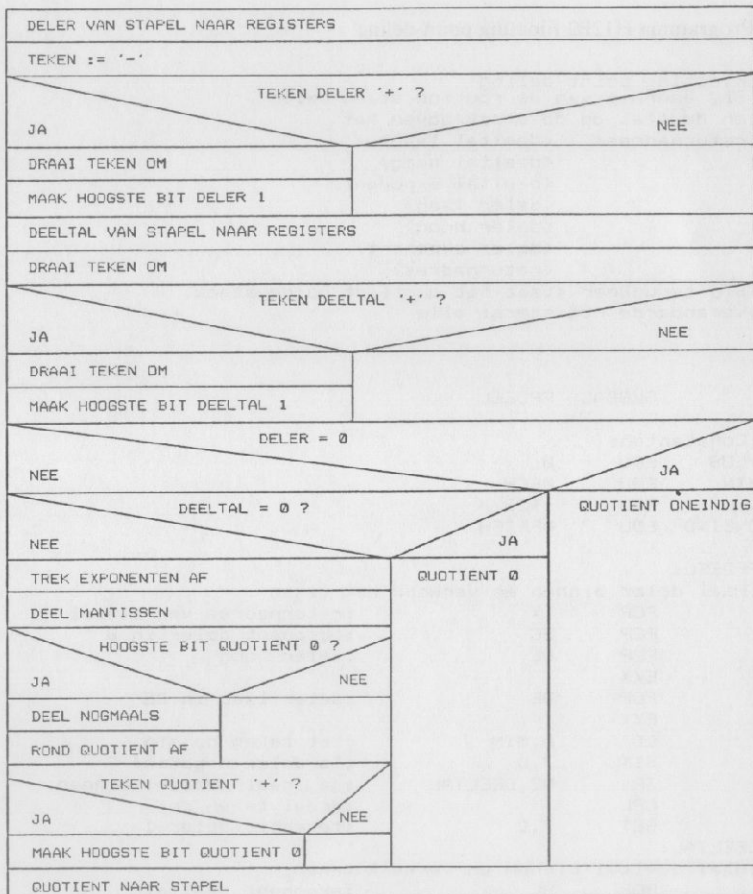 DELER VAN STAPEL NAAR REGISTERS
TEKEN := '-'
TEKEN DELER '+' ?
JA
NEE
DRAAI TEKEN OM
MAAK HOOGSTE BIT DELER 1
DEELTAL VAN STAPEL NAAR REGISTERS
DRAAI TEKEN OM
TEKEN DEELTAL '+' ?
JA
NEE
DRAAI TEKEN OM
MAAK HOOGSTE BIT DEELTAL 1
DELER = 0
NEE
JA
DEELTAL = 0 ?
QUOTIENT ONEINDIG
NEE
JA
TREK EXPONENTEN AF
QUOTIENT 0
DEEL MANTISSEN
HOOGSTE BIT QUOTIENT 0 ?
JA
NEE
DEEL NOGMAALS
ROND QUOTIENT AF
TEKEN QUOTIENT '+' ?
JA
NEE
MAAK HOOGSTE BIT QUOTIENT 0
QUOTIENT NAAR STAPEL